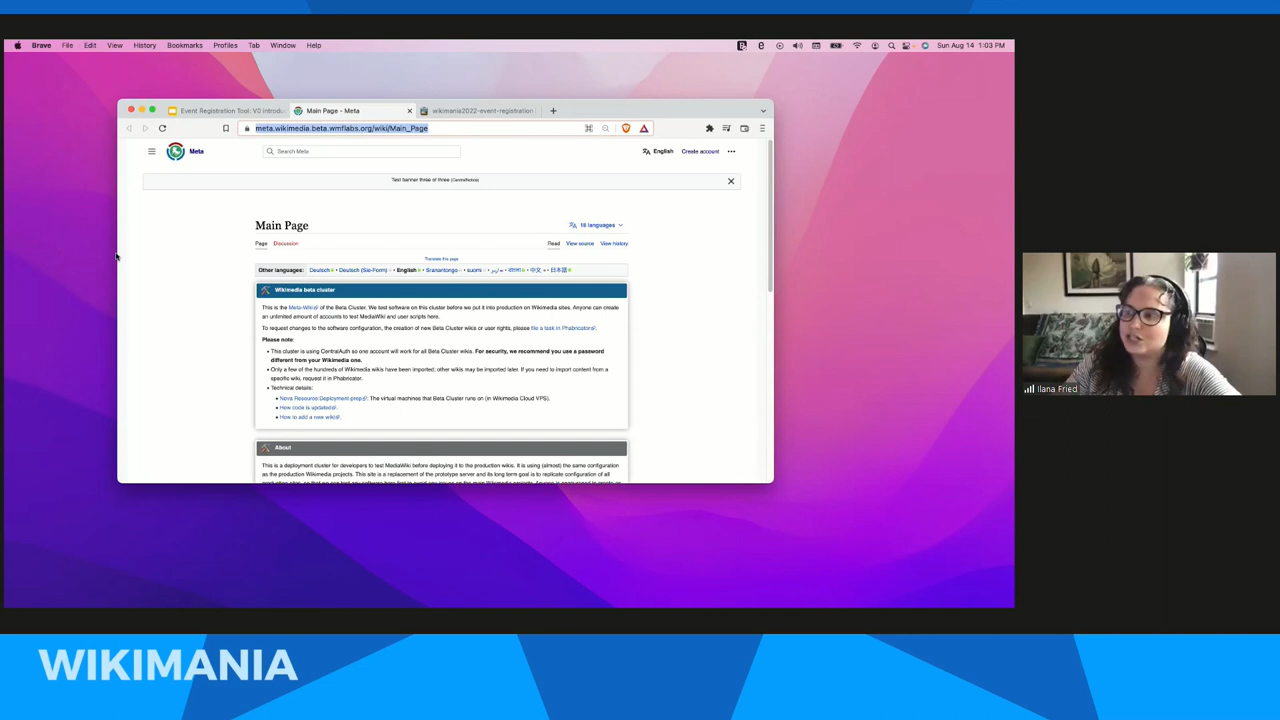 Brave File Edit View History Bookmarks Profiles Tab Window Help
Sun Aug 14 1:03 PM
Event Registration Tool: V0 introdu
Main Page - Meta
wikimania2022-event-registration
meta.wikimedia.beta.wmflabs.org/wiki/Main_Page
Meta
Search Meta
English
Create account
Test banner three of three (CentralNotice)
Main Page
18 languages
Page Discussion
Read View source View history
Translate this page
Other languages: Deutsch • Deutsch (Sie-Form) • English • Sranantongo • suomi • اردو • বাংলা • 中文 • 日本語
Wikimedia beta cluster
This is the Meta-Wiki of the Beta Cluster. We test software on this cluster before we put it into production on Wikimedia sites. Anyone can create
an unlimited amount of accounts to test MediaWiki and user scripts here.
To request changes to the software configuration, the creation of new Beta Cluster wikis or user rights, please file a task in Phabricator.
Please note:
• This cluster is using CentralAuth so one account will work for all Beta Cluster wikis. For security, we recommend you use a password
different from your Wikimedia one.
• Only a few of the hundreds of Wikimedia wikis have been imported; other wikis may be imported later. If you need to import content from a
specific wiki, request it in Phabricator.
• Technical details:
• Nova Resource:Deployment-prep: The virtual machines that Beta Cluster runs on (in Wikimedia Cloud VPS).
• How code is updated.
• How to add a new wiki.
About
This is a deployment cluster for developers to test MediaWiki before deploying it to the production wikis. It is using (almost) the same configuration
as the production Wikimedia projects. This site is a replacement of the prototype server and its long term goal is to replicate configuration of all
Ilana Fried
WIKIMANIA